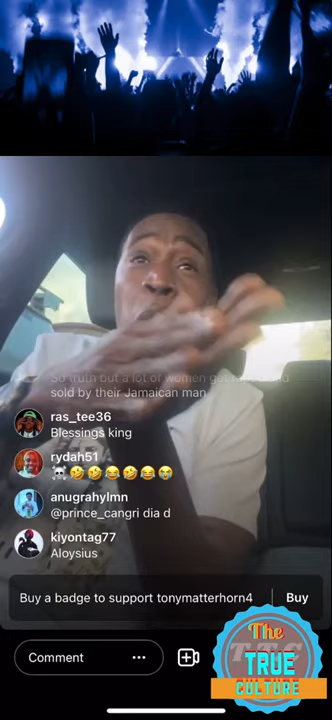 So truth but a lot of women got
sold by their Jamaican man
ras_tee36
Blessings king
rydah51
☠️🤣🤣😂🤣😂😭
anugrahylmn
@prince_cangri dia d
kiyontag77
Aloysius
Buy a badge to support tonymatterhorn4 Buy
Comment
The
TRUE
CULTURE